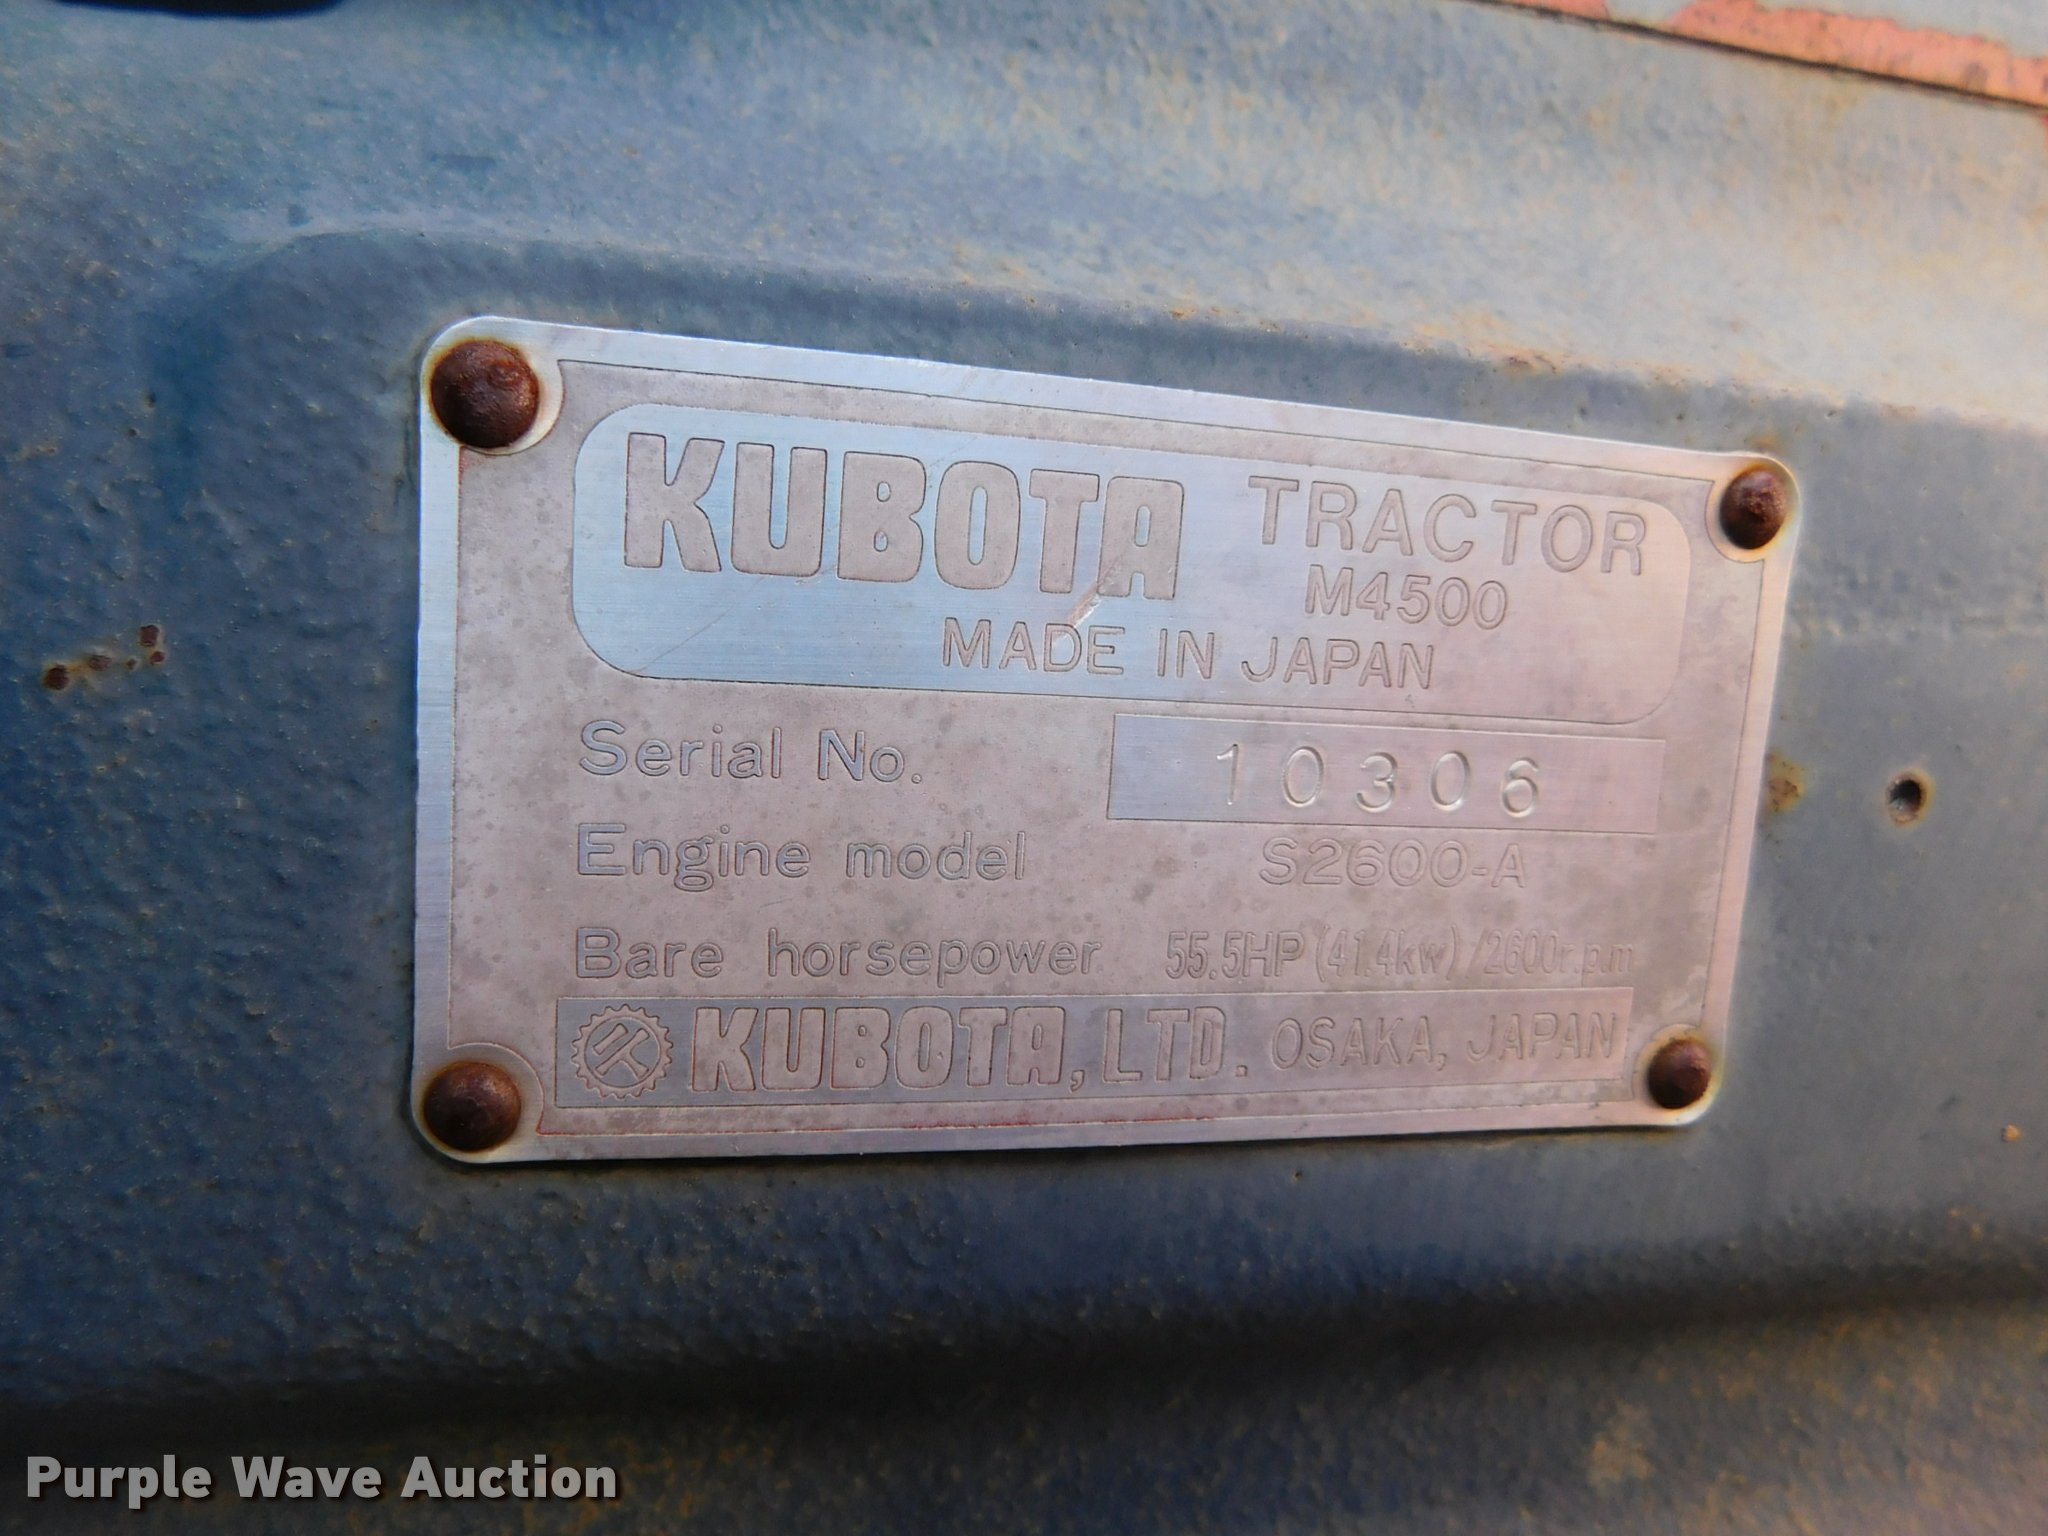 KUBOTA TRACTOR
M4500
MADE IN JAPAN
Serial No. 10306
Engine model S2600-A
Bare horsepower 55.5HP (41.4kw)/2600r.p.m
KUBOTA, LTD. OSAKA, JAPAN
Purple Wave Auction